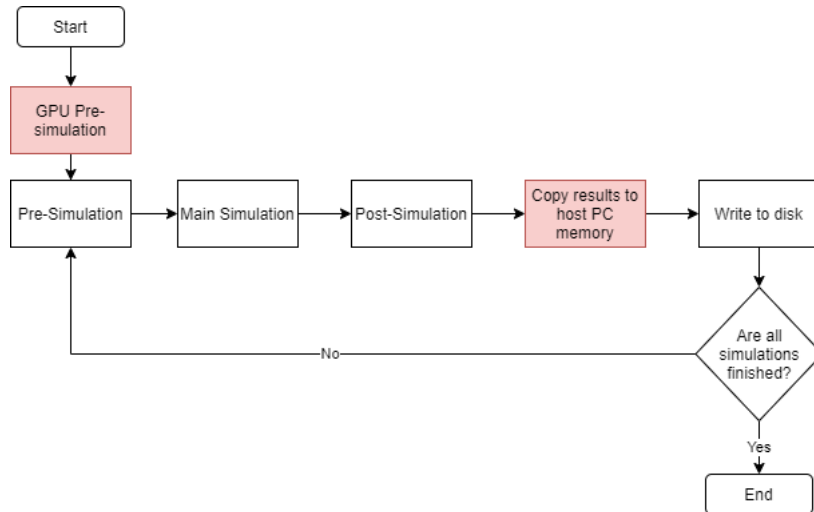 Start
GPU Pre-
simulation
Pre-Simulation
Main Simulation
Post-Simulation
Copy results to
host PC
memory
Write to disk
Are all
simulations
finished?
No
Yes
End